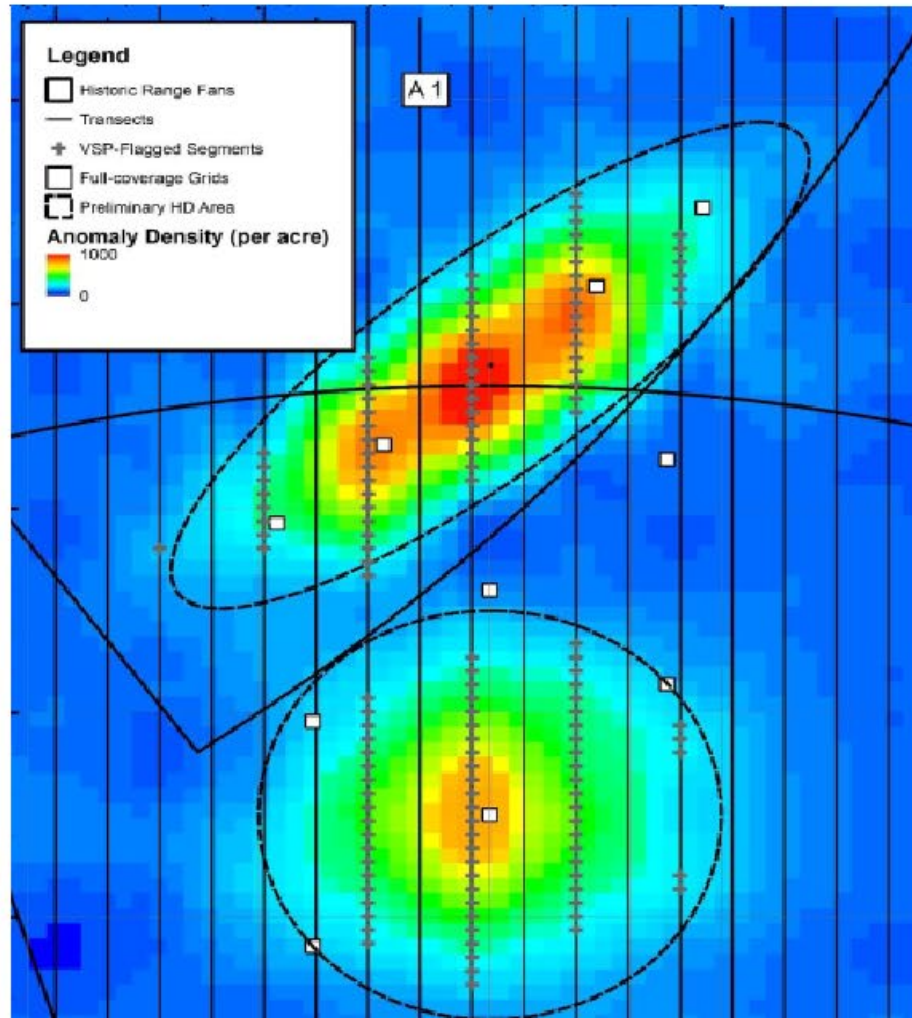 Legend
Historic Range Fans
Transects
VSP-Flagged Segments
Full-coverage Grids
Preliminary HD Area
Anomaly Density (per acre)
1000
0
A 1